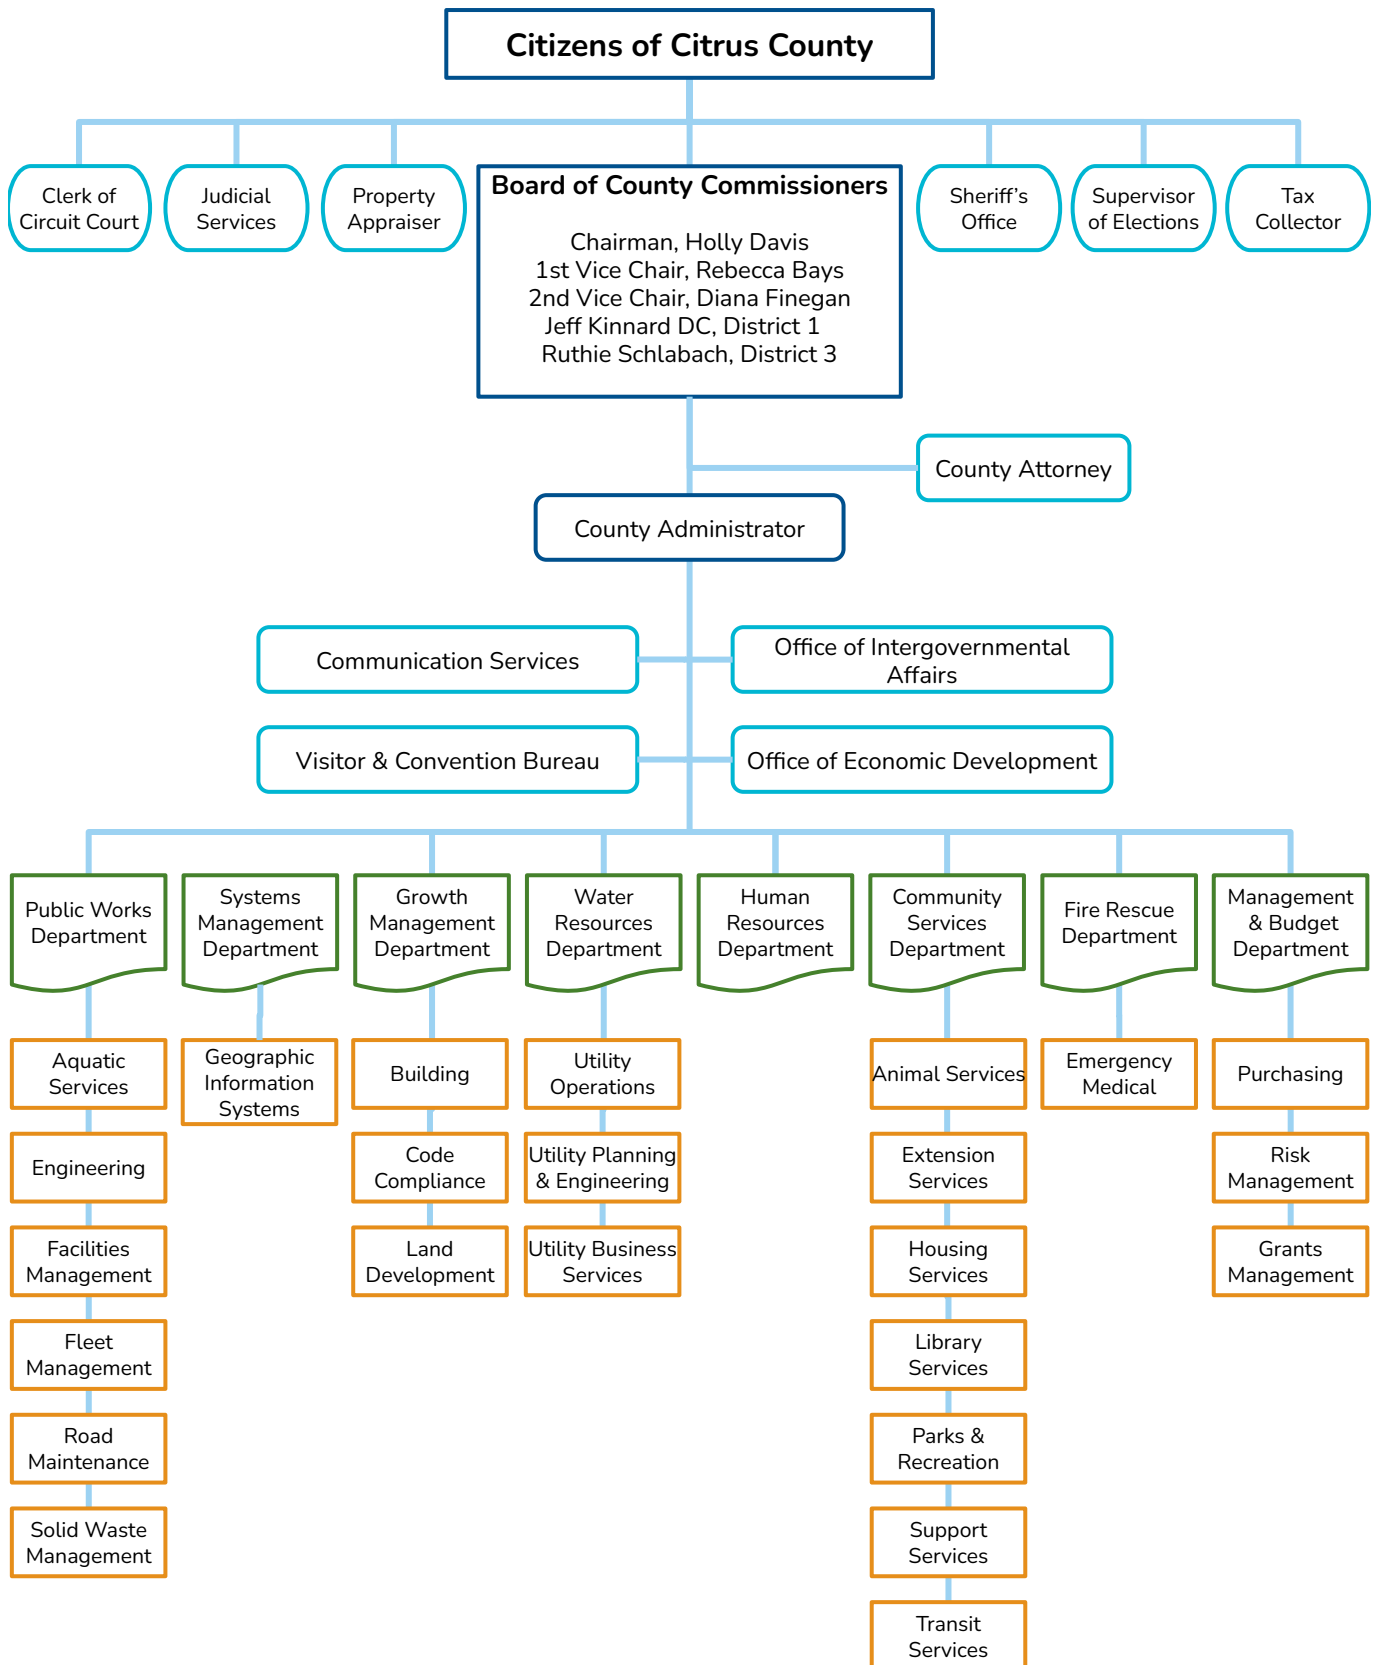 Citizens of Citrus County
Clerk of
Circuit Court
Judicial
Services
Property
Appraiser
Board of County Commissioners
Chairman, Holly Davis
1st Vice Chair, Rebecca Bays
2nd Vice Chair, Diana Finegan
Jeff Kinnard DC, District 1
Ruthie Schlabach, District 3
Sheriff's
Office
Supervisor
of Elections
Tax
Collector
County Attorney
County Administrator
Communication Services
Office of Intergovernmental
Affairs
Visitor & Convention Bureau
Office of Economic Development
Public Works
Department
Systems
Management
Department
Growth
Management
Department
Water
Resources
Department
Human
Resources
Department
Community
Services
Department
Fire Rescue
Department
Management
& Budget
Department
Aquatic
Services
Engineering
Facilities
Management
Fleet
Management
Road
Maintenance
Solid Waste
Management
Geographic
Information
Systems
Building
Code
Compliance
Land
Development
Utility
Operations
Utility Planning
& Engineering
Utility Business
Services
Animal Services
Extension
Services
Housing
Services
Library
Services
Parks &
Recreation
Support
Services
Transit
Services
Emergency
Medical
Purchasing
Risk
Management
Grants
Management